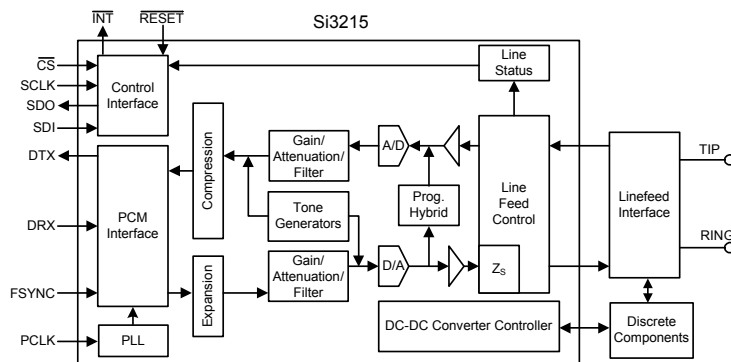 Si3215
INT
RESET
CS
SCLK
SDO
SDI
DTX
DRX
FSYNC
PCLK
Control
Interface
PCM
Interface
PLL
Compression
Expansion
Gain/
Attenuation/
Filter
Tone
Generators
Gain/
Attenuation/
Filter
A/D
D/A
Prog.
Hybrid
Line
Status
Line
Feed
Control
ZS
DC-DC Converter Controller
Linefeed
Interface
Discrete
Components
TIP
RING